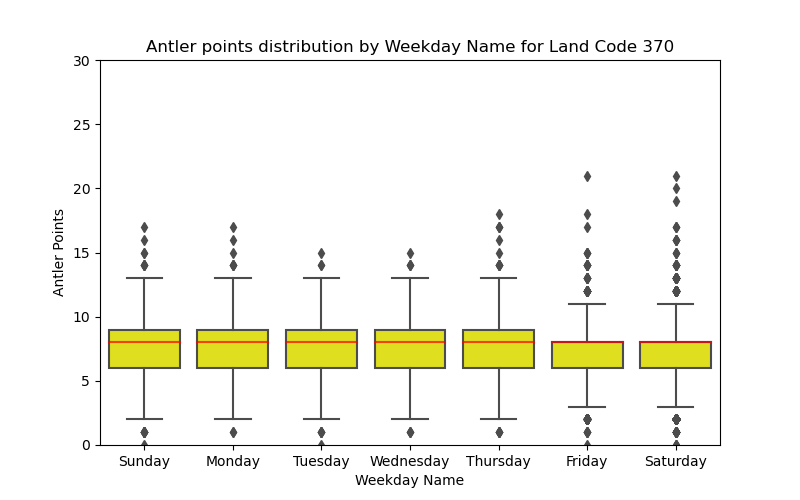 Antler points distribution by Weekday Name for Land Code 370
30
25
20
15
10
5
0
Antler Points
Sunday Monday Tuesday Wednesday Thursday Friday Saturday
Weekday Name